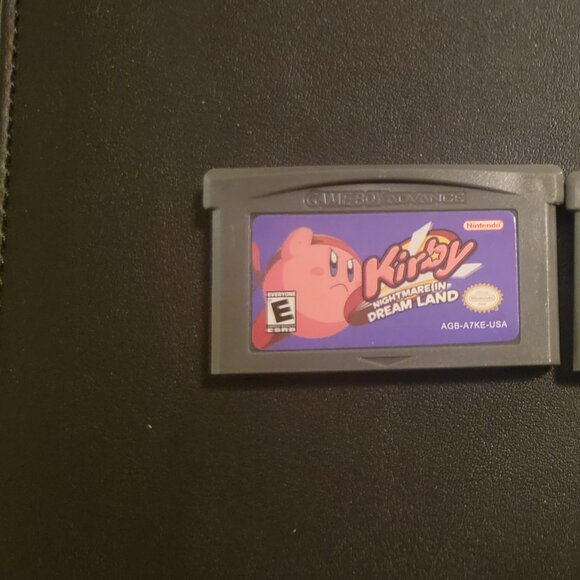 GAME BOY ADVANCE
Nintendo
Kirby
NIGHTMARE IN
DREAM LAND
EVERYONE
E
ESRB
AGB-A7KE-USA